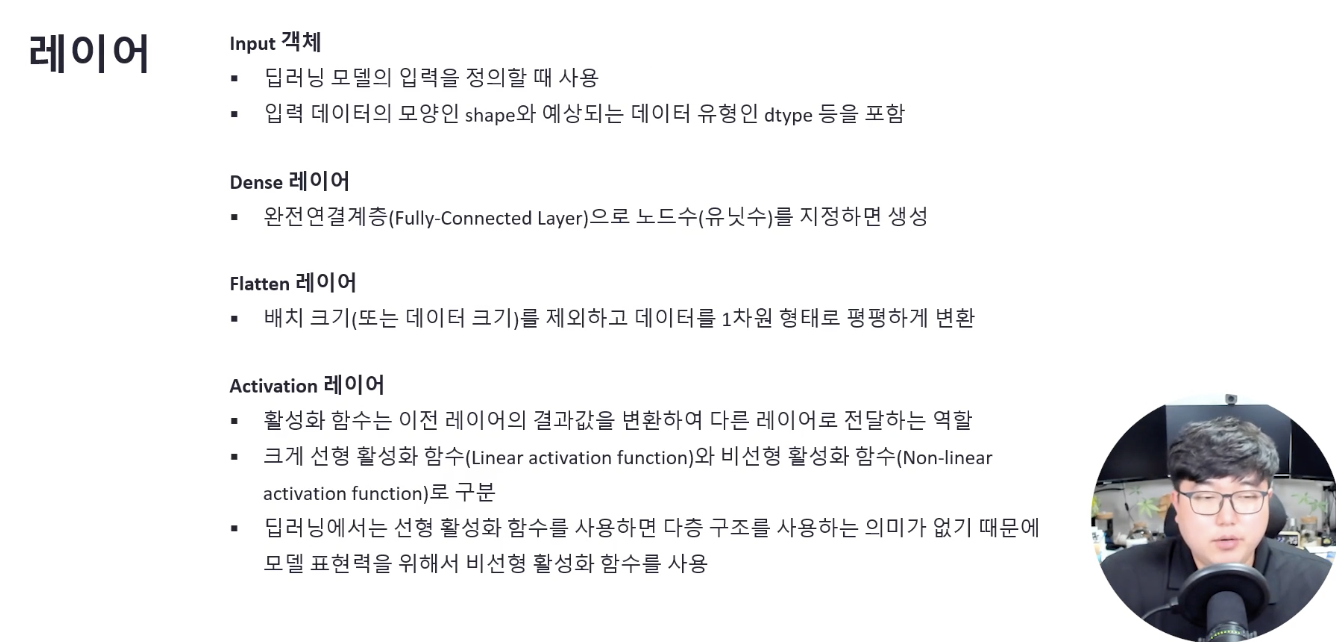 레이어
Input 객체
▪ 딥러닝 모델의 입력을 정의할 때 사용
▪ 입력 데이터의 모양인 shape와 예상되는 데이터 유형인 dtype 등을 포함
Dense 레이어
▪ 완전연결계층(Fully-Connected Layer)으로 노드수(유닛수)를 지정하면 생성
Flatten 레이어
▪ 배치 크기(또는 데이터 크기)를 제외하고 데이터를 1차원 형태로 평평하게 변환
Activation 레이어
▪ 활성화 함수는 이전 레이어의 결과값을 변환하여 다른 레이어로 전달하는 역할
▪ 크게 선형 활성화 함수(Linear activation function)와 비선형 활성화 함수(Non-linear
activation function)로 구분
▪ 딥러닝에서는 선형 활성화 함수를 사용하면 다층 구조를 사용하는 의미가 없기 때문에
모델 표현력을 위해서 비선형 활성화 함수를 사용